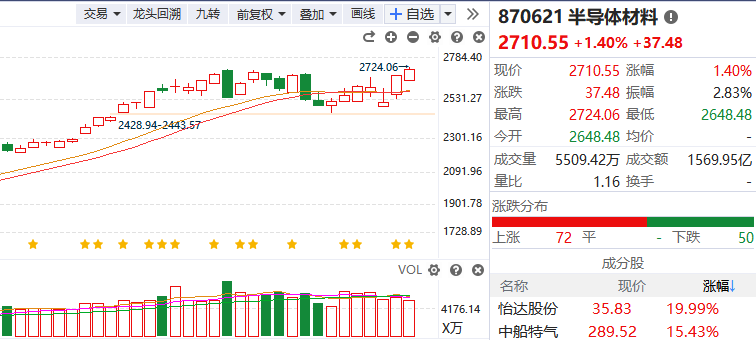 交易 龙头回溯 九转 前复权 叠加 画线 +自选
870621 半导体材料
2710.55 +1.40% +37.48
现价 2710.55 涨幅 1.40%
涨跌 37.48 振幅 2.83%
最高 2724.06 最低 2648.48
今开 2648.48 均价 -
成交量 5509.42万 成交额 1569.95亿
量比 1.16 换手 -
涨跌分布
上涨 72 平 - 下跌 50
成分股
名称 现价 涨幅↓
怡达股份 35.83 19.99%
中船特气 289.52 15.43%
2724.06
2428.94-2443.57
2784.40
2531.27
2301.16
2091.96
1901.78
1728.89
VOL
4176.14
X万